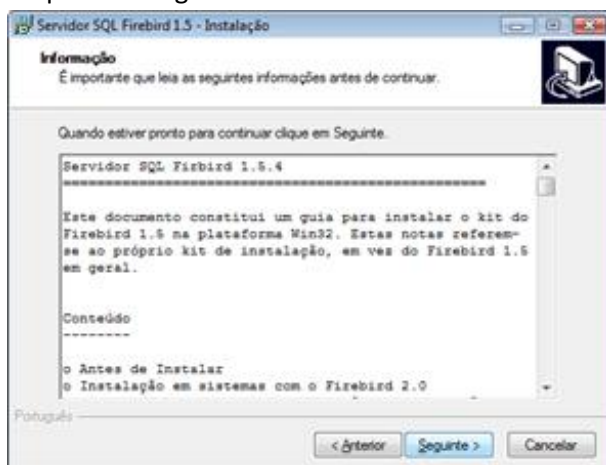 Servidor SQL Firebird 1.5 - Instalação
Informação
É importante que leia as seguintes informações antes de continuar.
Quando estiver pronto para continuar clique em Seguinte.
Servidor SQL Firbird 1.5.4
==================================================
Este documento constitui um guia para instalar o kit do
Firebird 1.5 na plataforma Win32. Estas notas referem-
se ao próprio kit de instalação, em vez do Firebird 1.5
em geral.
Conteúdo
--------
o Antes de Instalar
o Instalação em sistemas com o Firebird 2.0
Português
< Anterior
Seguinte >
Cancelar